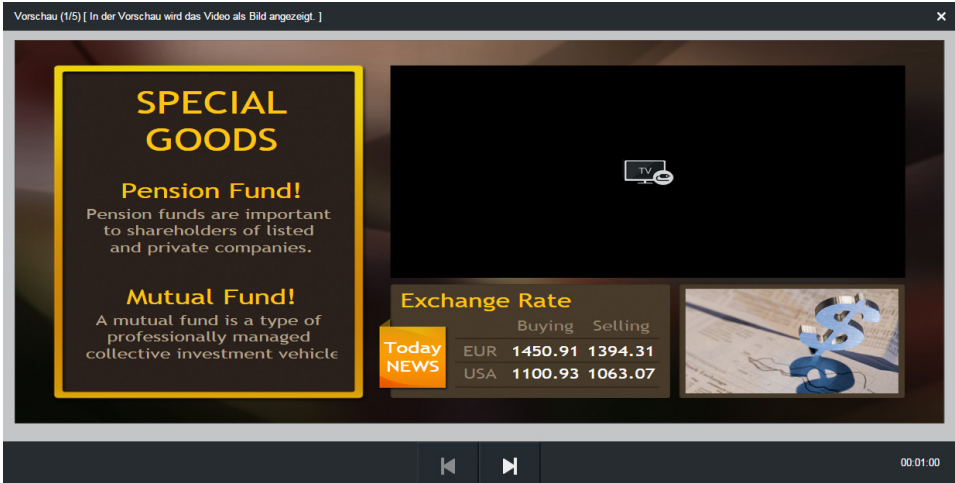 Vorschau (1/5) [ In der Vorschau wird das Video als Bild angezeigt. ]
SPECIAL
GOODS
Pension Fund!
Pension funds are important
to shareholders of listed
and private companies.
Mutual Fund!
A mutual fund is a type of
professionally managed
collective investment vehicle
TV
Exchange Rate
Buying Selling
Today
NEWS
EUR 1450.91 1394.31
USA 1100.93 1063.07
00:01:00